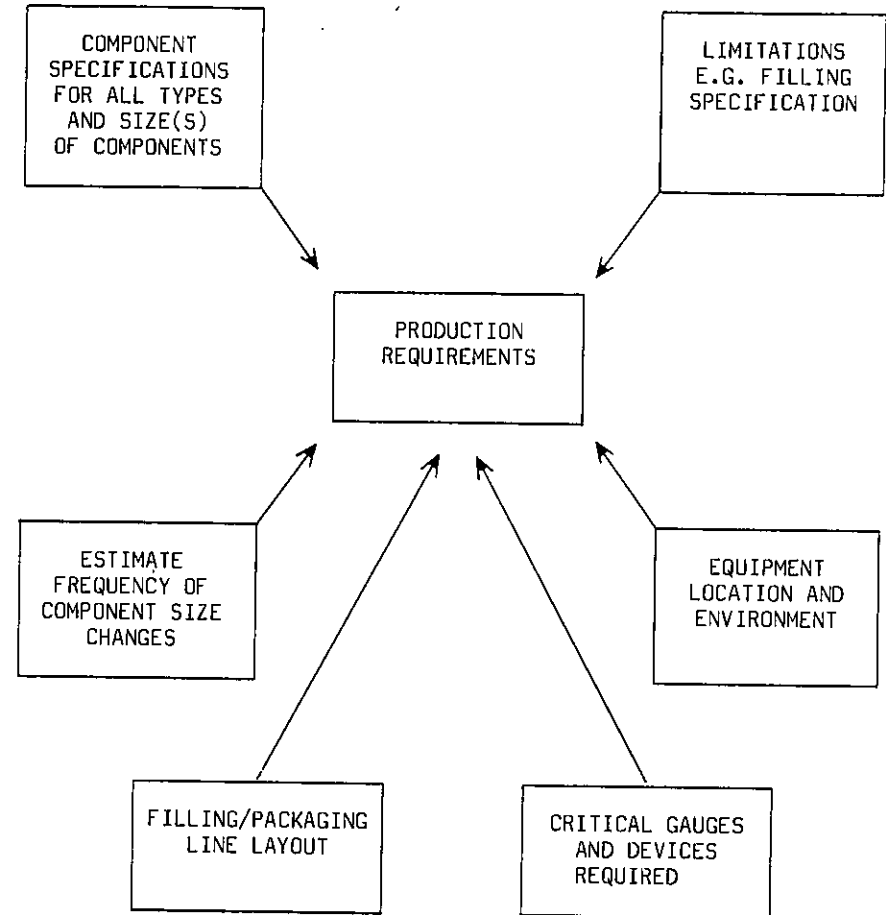 COMPONENT
SPECIFICATIONS
FOR ALL TYPES
AND SIZE(S)
OF COMPONENTS
LIMITATIONS
E.G. FILLING
SPECIFICATION
PRODUCTION
REQUIREMENTS
ESTIMATE
FREQUENCY OF
COMPONENT SIZE
CHANGES
EQUIPMENT
LOCATION AND
ENVIRONMENT
FILLING/PACKAGING
LINE LAYOUT
CRITICAL GAUGES
AND DEVICES
REQUIRED